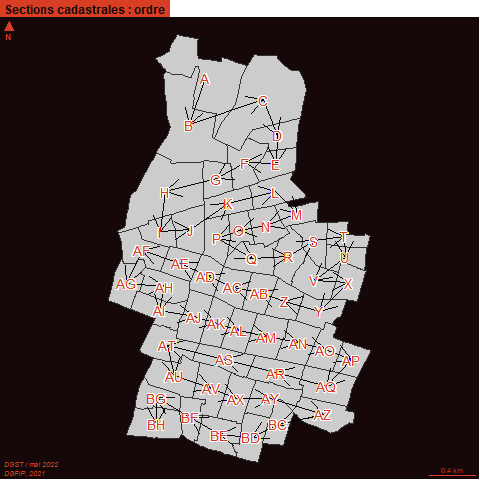 Sections cadastrales : ordre
N
A
C
B
D
F
E
G
H
L
K
M
N
I
J
O
P
S
T
AF
Q
R
U
AE
AD
V
X
AG
AH
AC
AB
Z
Y
AI
AJ
AK
AL
AM
AN
AO
AT
AS
AP
AU
AR
AV
AQ
BG
AX
AY
AZ
BF
BH
BC
BE
BD
DGST / mai 2022
DGFIP, 2021
0.4 km